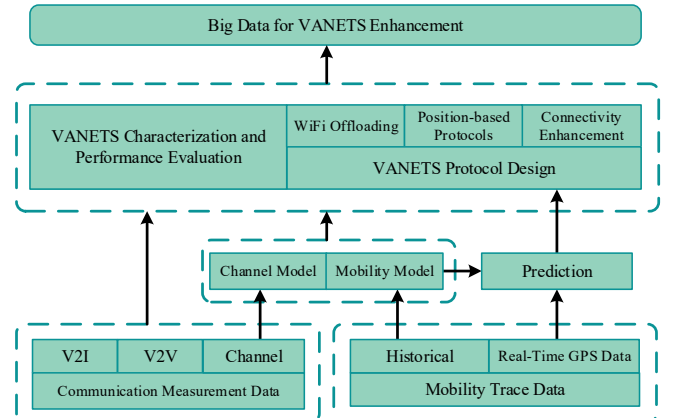 Big Data for VANETS Enhancement
VANETS Characterization and
Performance Evaluation
WiFi Offloading
Position-based
Protocols
Connectivity
Enhancement
VANETS Protocol Design
Channel Model
Mobility Model
Prediction
V2I
V2V
Channel
Communication Measurement Data
Historical
Real-Time GPS Data
Mobility Trace Data